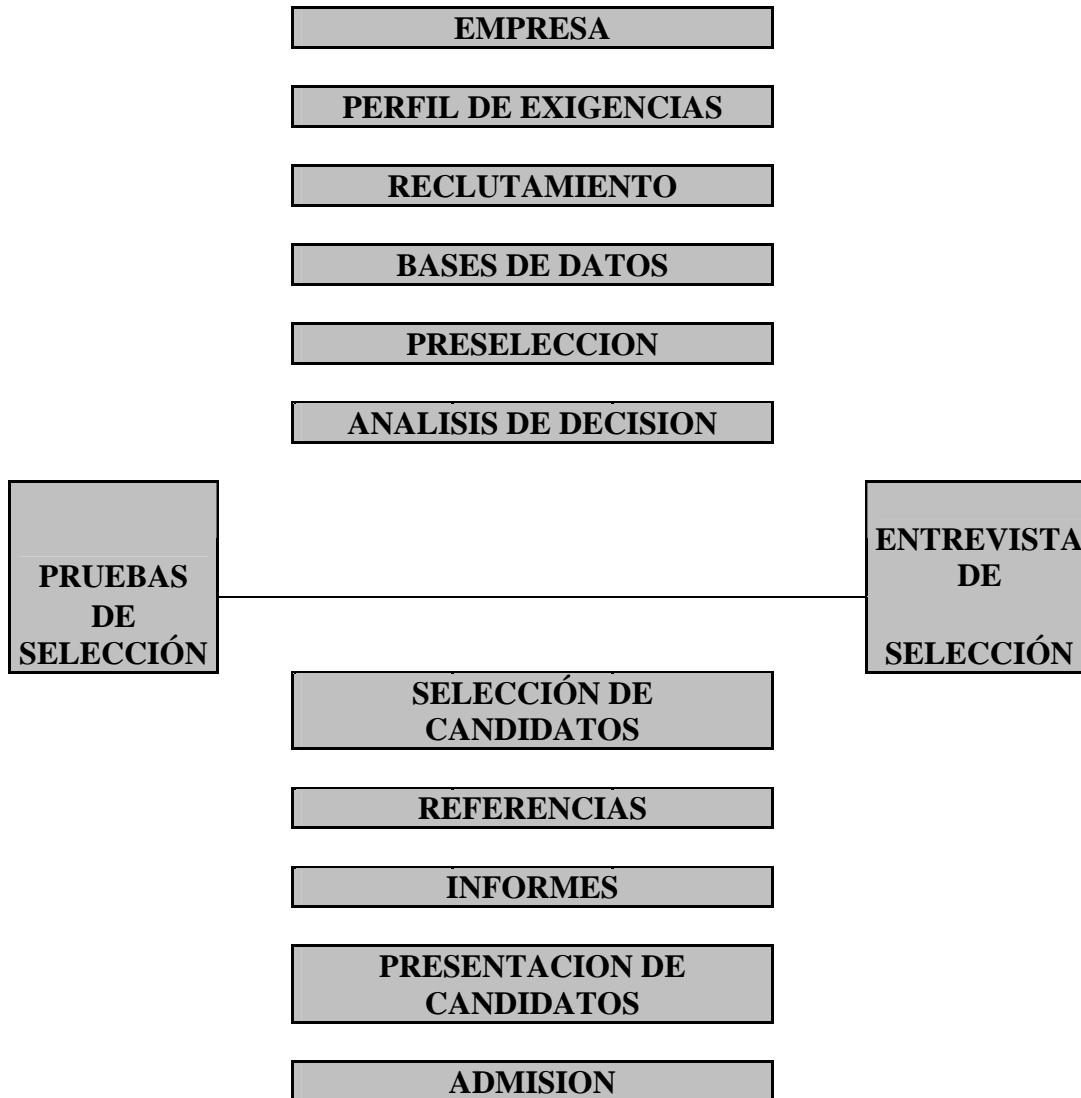 EMPRESA
PERFIL DE EXIGENCIAS
RECLUTAMIENTO
BASES DE DATOS
PRESELECCION
ANALISIS DE DECISION
PRUEBAS
DE
SELECCIÓN
ENTREVISTA
DE
SELECCIÓN
SELECCIÓN DE
CANDIDATOS
REFERENCIAS
INFORMES
PRESENTACION DE
CANDIDATOS
ADMISION